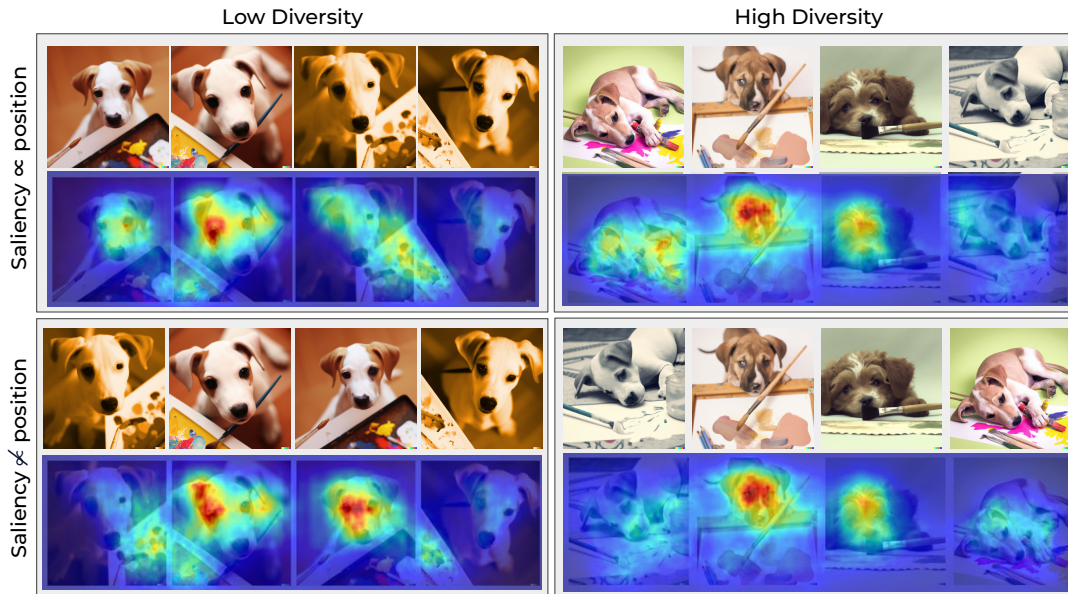 Low Diversity
High Diversity
Saliency ∝ position
Saliency ∝̸ position